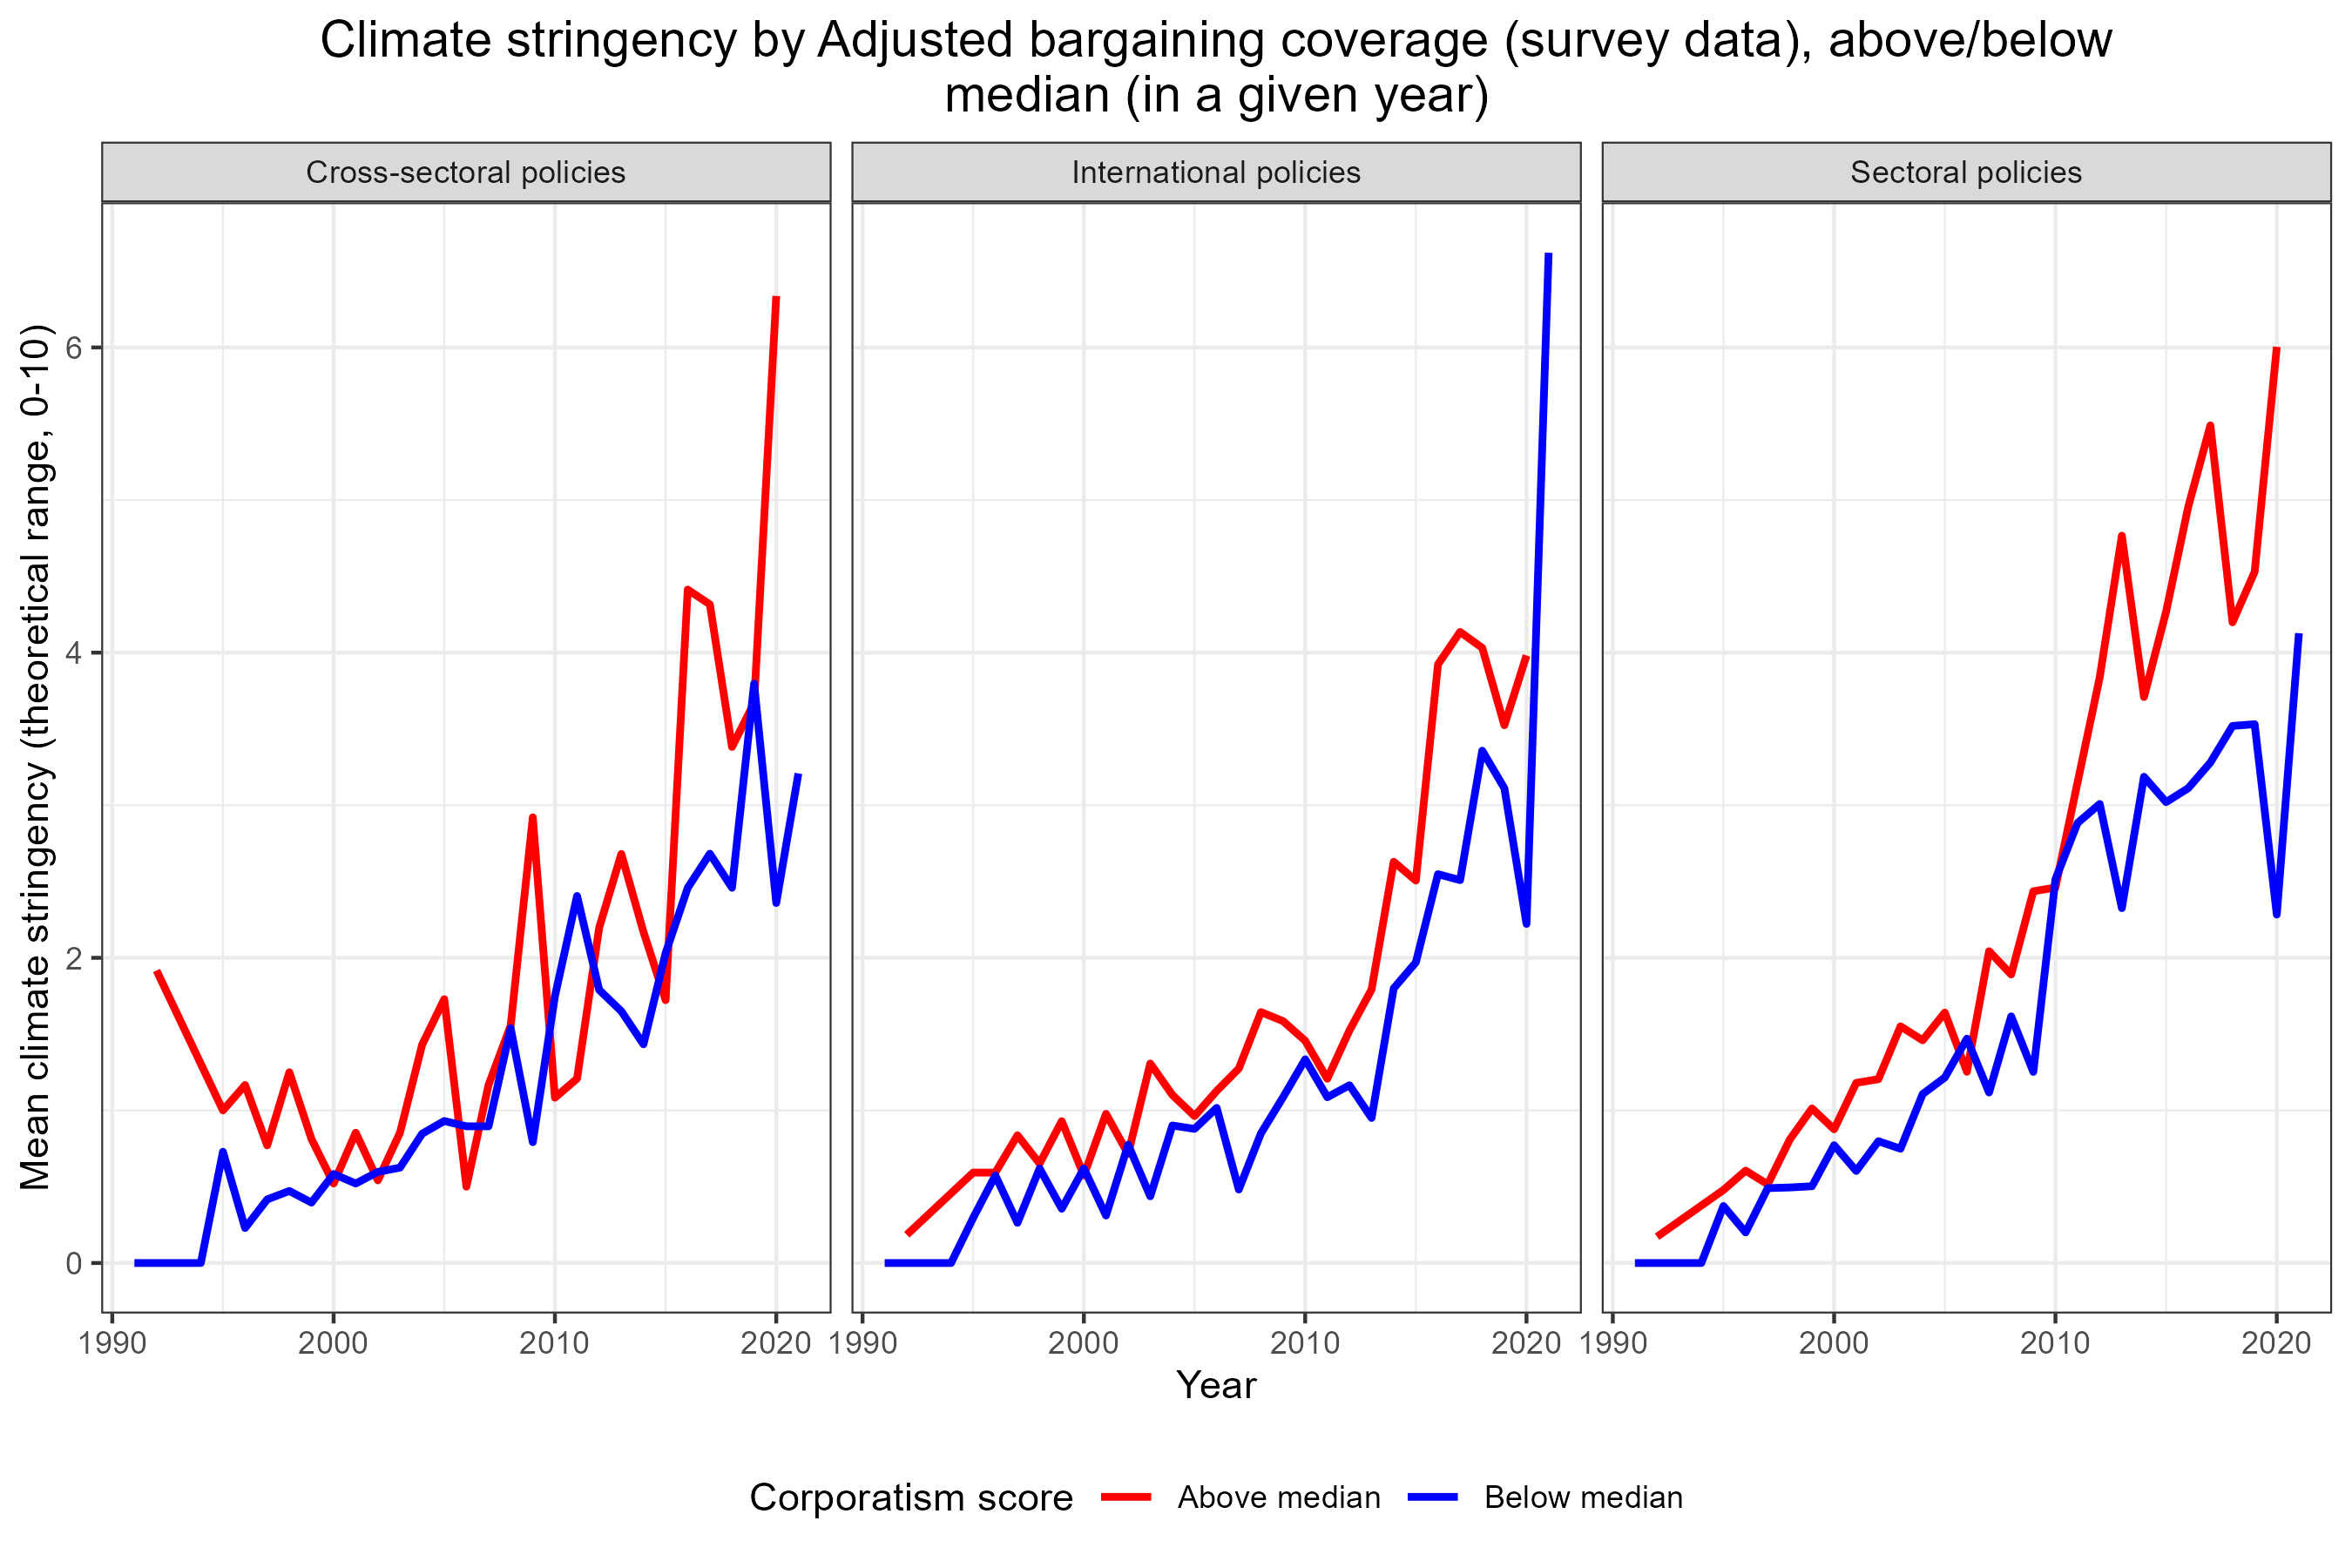 Climate stringency by Adjusted bargaining coverage (survey data), above/below
median (in a given year)
Cross-sectoral policies
International policies
Sectoral policies
Mean climate stringency (theoretical range, 0-10)
6
4
2
0
1990 2000 2010 2020
1990 2000 2010 2020
1990 2000 2010 2020
Year
Corporatism score Above median Below median